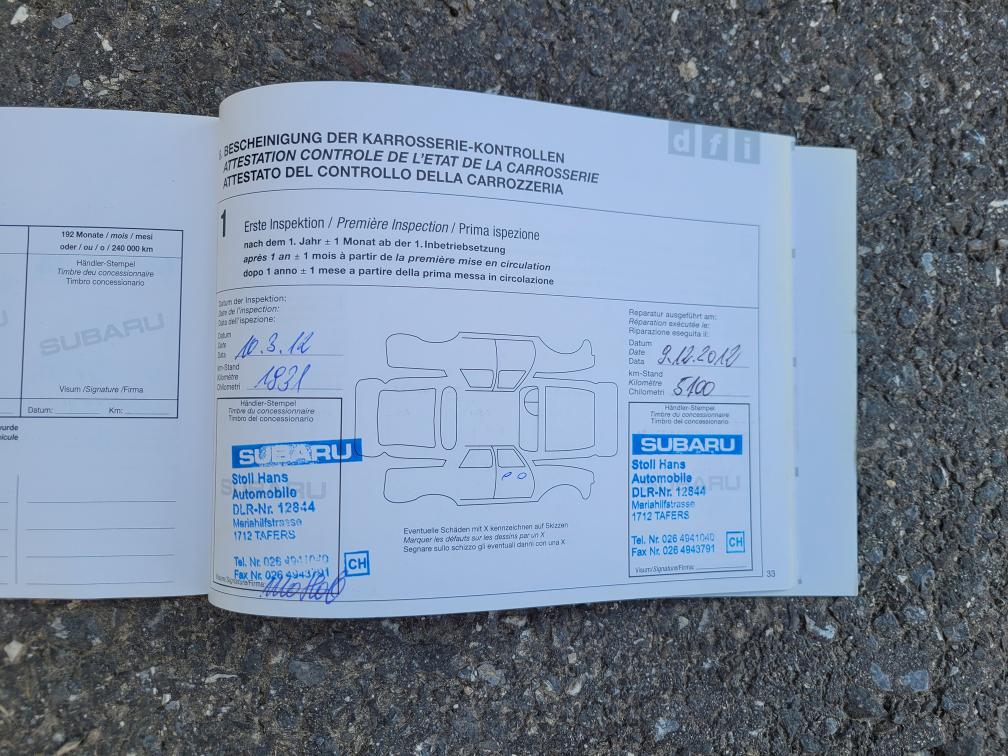 192 Monate / mois / mesi
oder / ou / o / 240 000 km
Händler-Stempel
Timbre du concessionnaire
Timbro concessionario
SUBARU
Visum /Signature /Firma
Datum:
Km:
dfi
BESCHEINIGUNG DER KARROSSERIE-KONTROLLEN
ATTESTATION CONTROLE DE L'ETAT DE LA CARROSSERIE
ATTESTATO DEL CONTROLLO DELLA CARROZZERIA
1 Erste Inspektion / Première Inspection / Prima ispezione
nach dem 1. Jahr ± 1 Monat ab der 1. Inbetriebsetzung
après 1 an ± 1 mois à partir de la première mise en circulation
dopo 1 anno ± 1 mese a partire della prima messa in circolazione
Datum der Inspektion:
Date de l'inspection:
Data dell'ispezione:
Datum
Date
Data 10.3.12
km-Stand
Kilomètre
Chilometri 1831
Händler-Stempel
Timbre du concessionnaire
Timbro del concessionario
SUBARU
Stoll Hans
Automobile
DLR-Nr. 12844
Mariahilfstrasse
1712 TAFERS
Tel. Nr. 026 4941040
Fax Nr. 026 4943791
CH
P O
Eventuelle Schäden mit X kennzeichnen auf Skizzen
Marquer les défauts sur les dessins par un X
Segnare sullo schizzo gli eventuali danni con una X
Reparatur ausgeführt am:
Réparation exécutée le:
Riparazione eseguita il:
Datum
Date
Data 9.12.2012
km-Stand
Kilomètre
Chilometri 5100
Händler-Stempel
Timbre du concessionnaire
Timbro del concessionario
SUBARU
Stoll Hans
Automobile
DLR-Nr. 12844
Mariahilfstrasse
1712 TAFERS
Tel. Nr. 026 4941040
Fax Nr. 026 4943791
CH
Visum/Signature/Firma:
33